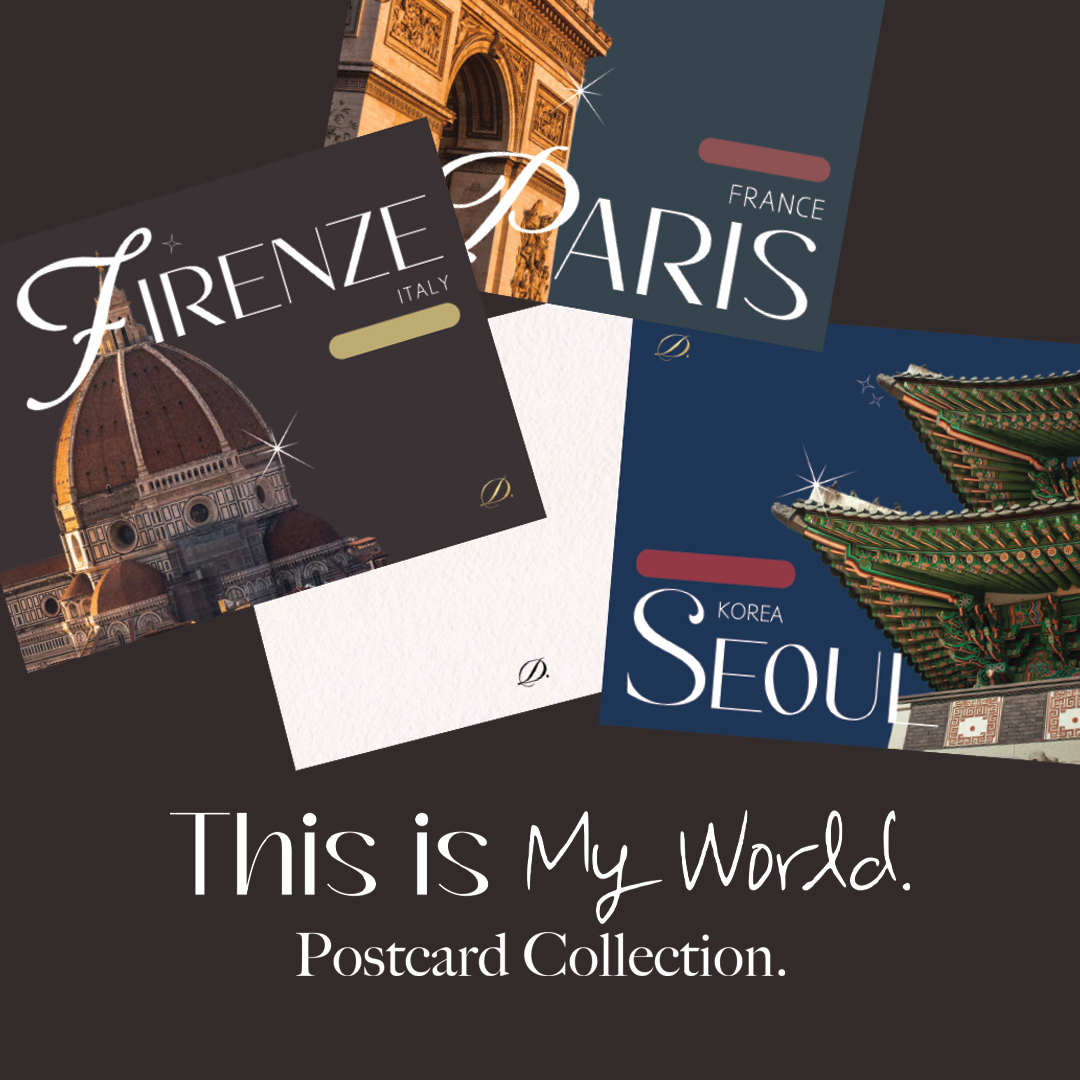 PARIS
FRANCE
FIRENZE
ITALY
D.
D.
D.
KOREA
SEOUL
This is My World.
Postcard Collection.